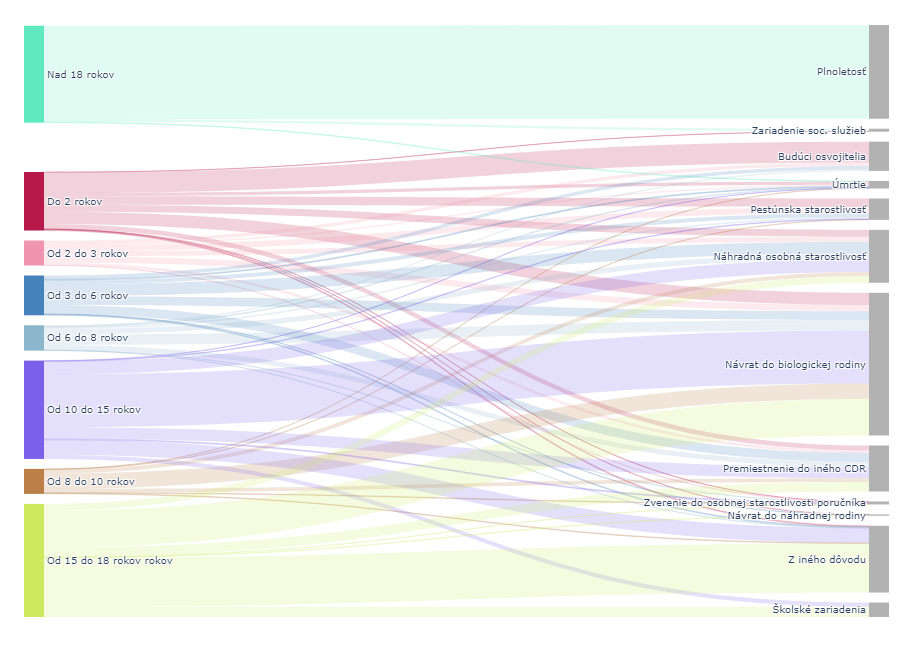 Nad 18 rokov
Do 2 rokov
Od 2 do 3 rokov
Od 3 do 6 rokov
Od 6 do 8 rokov
Od 10 do 15 rokov
Od 8 do 10 rokov
Od 15 do 18 rokov rokov
Plnoletosť
Zariadenie soc. služieb
Budúci osvojitelia
Úmrtie
Pestúnska starostlivosť
Náhradná osobná starostlivosť
Návrat do biologickej rodiny
Premiestnenie do iného CDR
Zverenie do osobnej starostlivosti poručníka
Návrat do náhradnej rodiny
Z iného dôvodu
Školské zariadenia